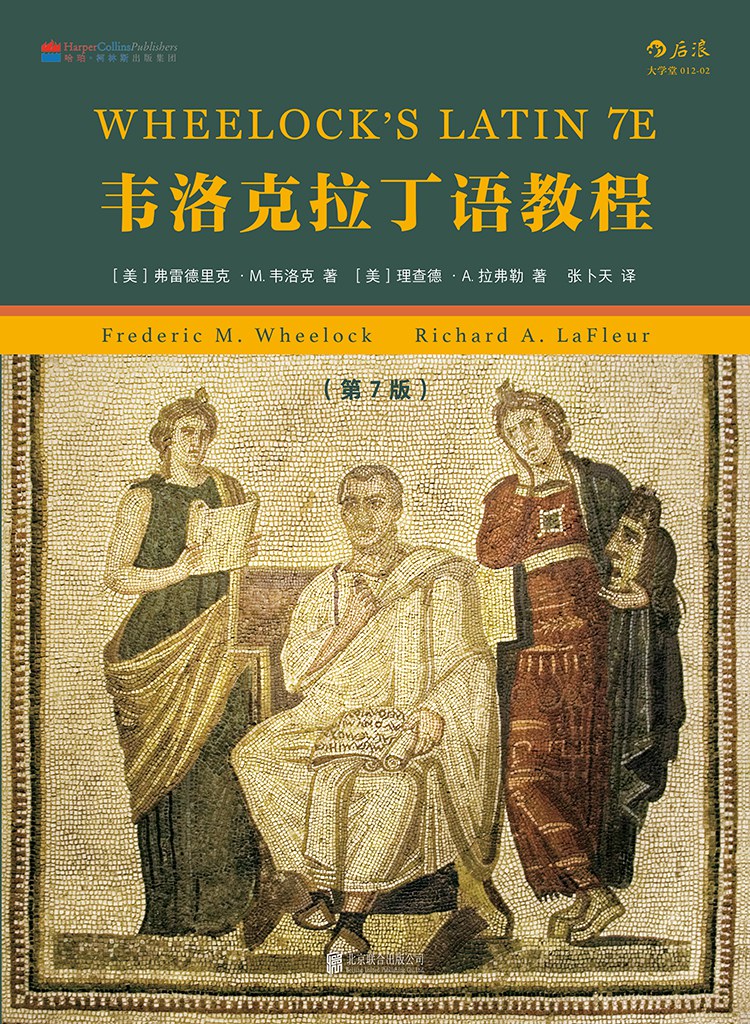 HarperCollinsPublishers
哈珀·柯林斯出版集团
后浪
大学堂 012-02
WHEELOCK'S LATIN 7E
韦洛克拉丁语教程
［美］弗雷德里克 · M. 韦洛克 著 ［美］理查德 · A. 拉弗勒 著 张卜天 译
Frederic M. Wheelock Richard A. LaFleur
（第7版）
北京联合出版公司